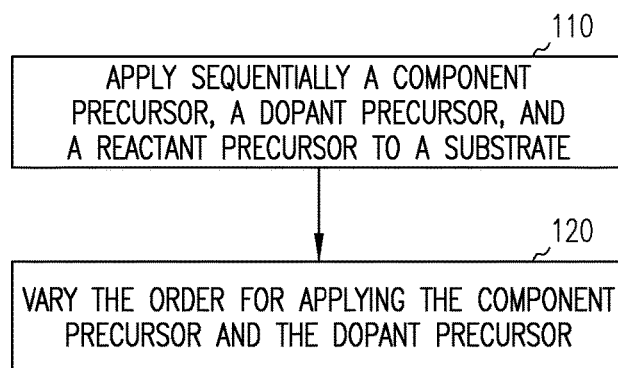 110
APPLY SEQUENTIALLY A COMPONENT
PRECURSOR, A DOPANT PRECURSOR, AND
A REACTANT PRECURSOR TO A SUBSTRATE
120
VARY THE ORDER FOR APPLYING THE COMPONENT
PRECURSOR AND THE DOPANT PRECURSOR